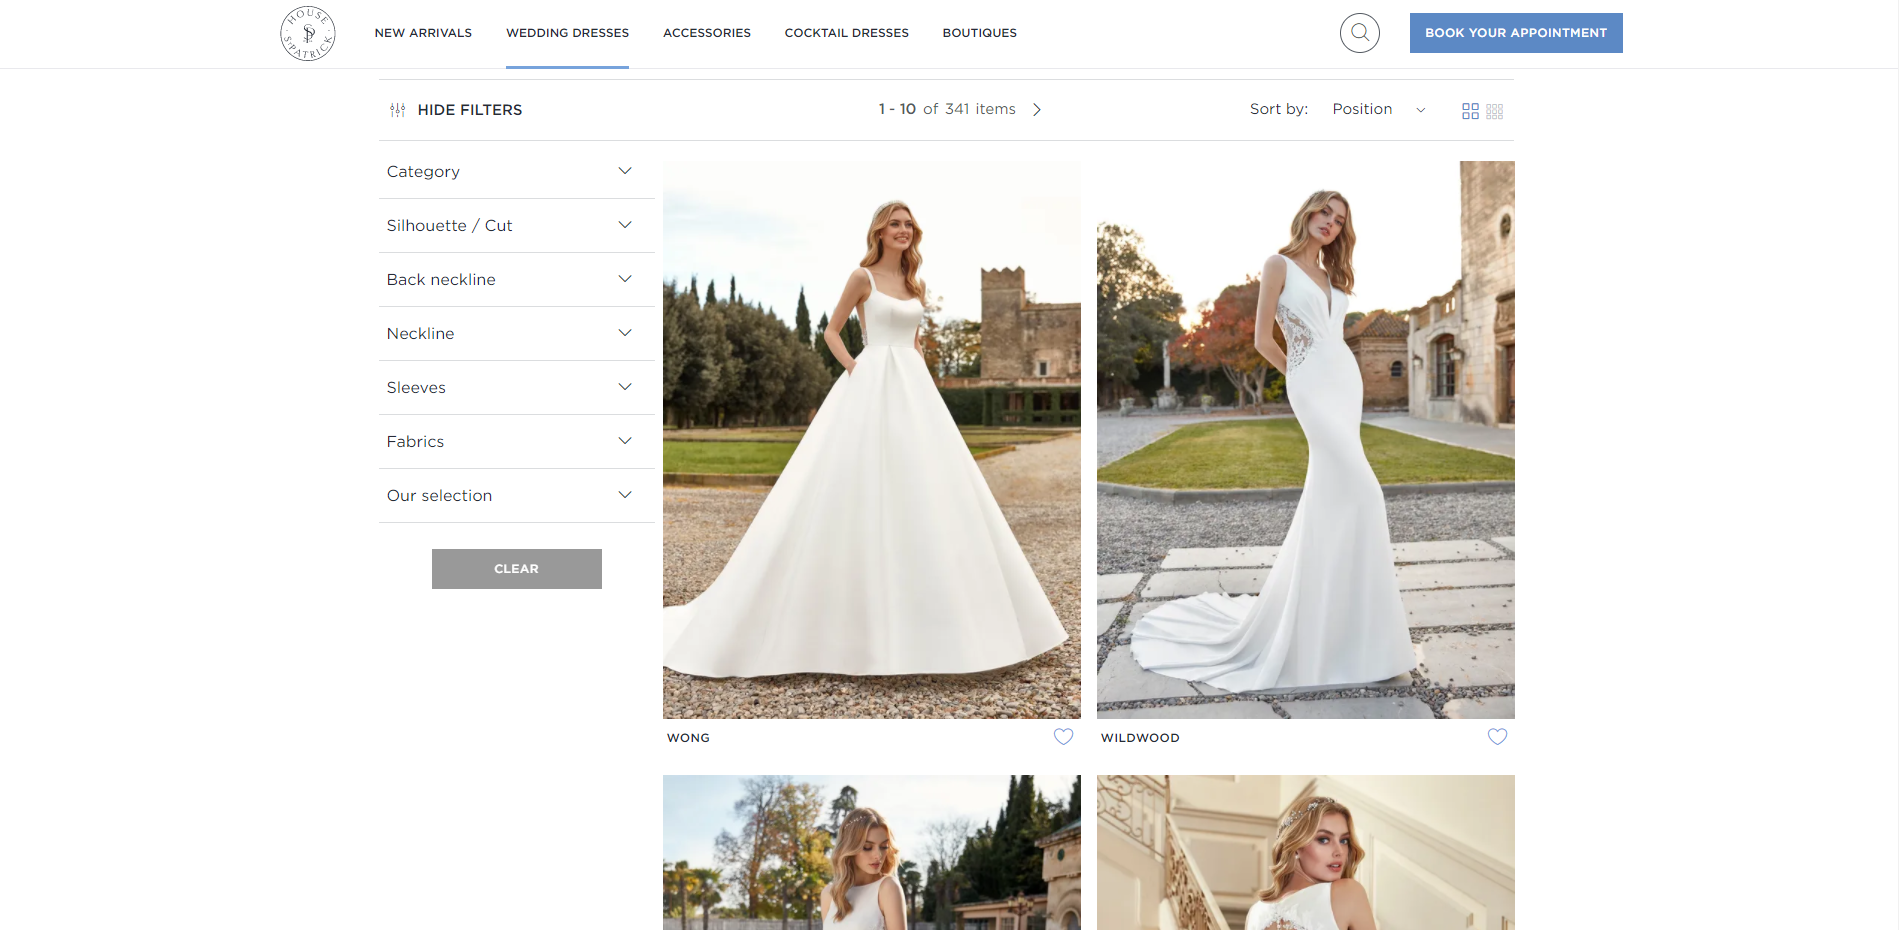 HOUSE
ST. PATRICK
NEW ARRIVALS
WEDDING DRESSES
ACCESSORIES
COCKTAIL DRESSES
BOUTIQUES
BOOK YOUR APPOINTMENT
HIDE FILTERS
1 - 10 of 341 items
Sort by: Position
Category
Silhouette / Cut
Back neckline
Neckline
Sleeves
Fabrics
Our selection
CLEAR
WONG
WILDWOOD